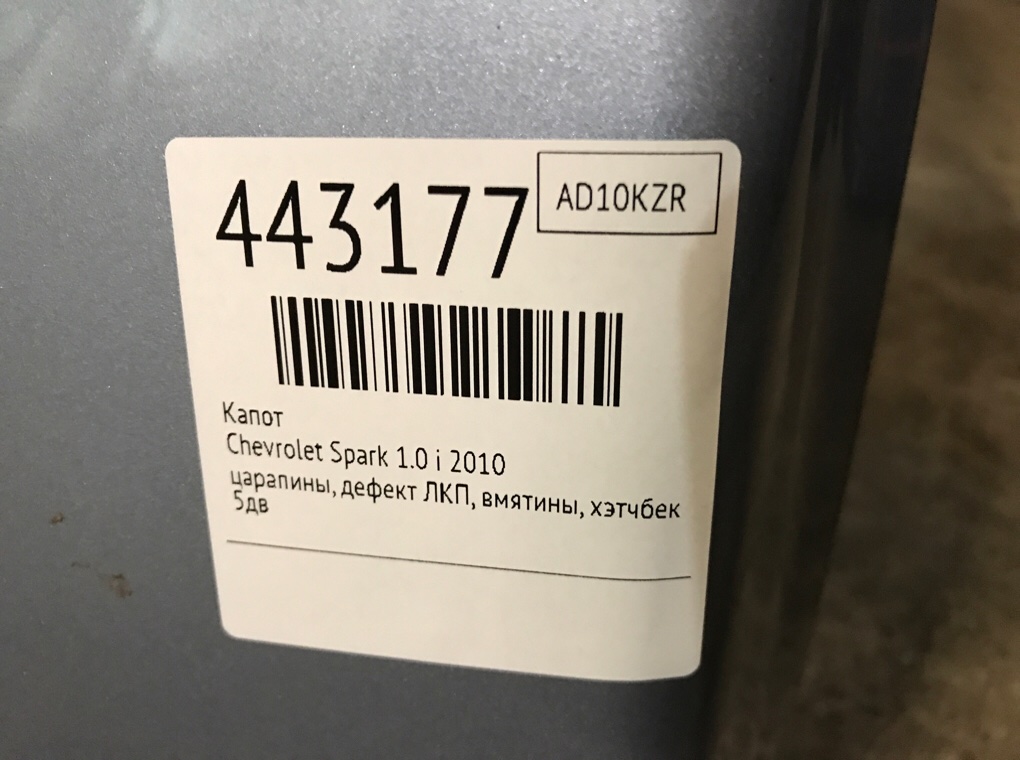 443177
AD10KZR
Капот
Chevrolet Spark 1.0 i 2010
царапины, дефект ЛКП, вмятины, хэтчбек
5дв